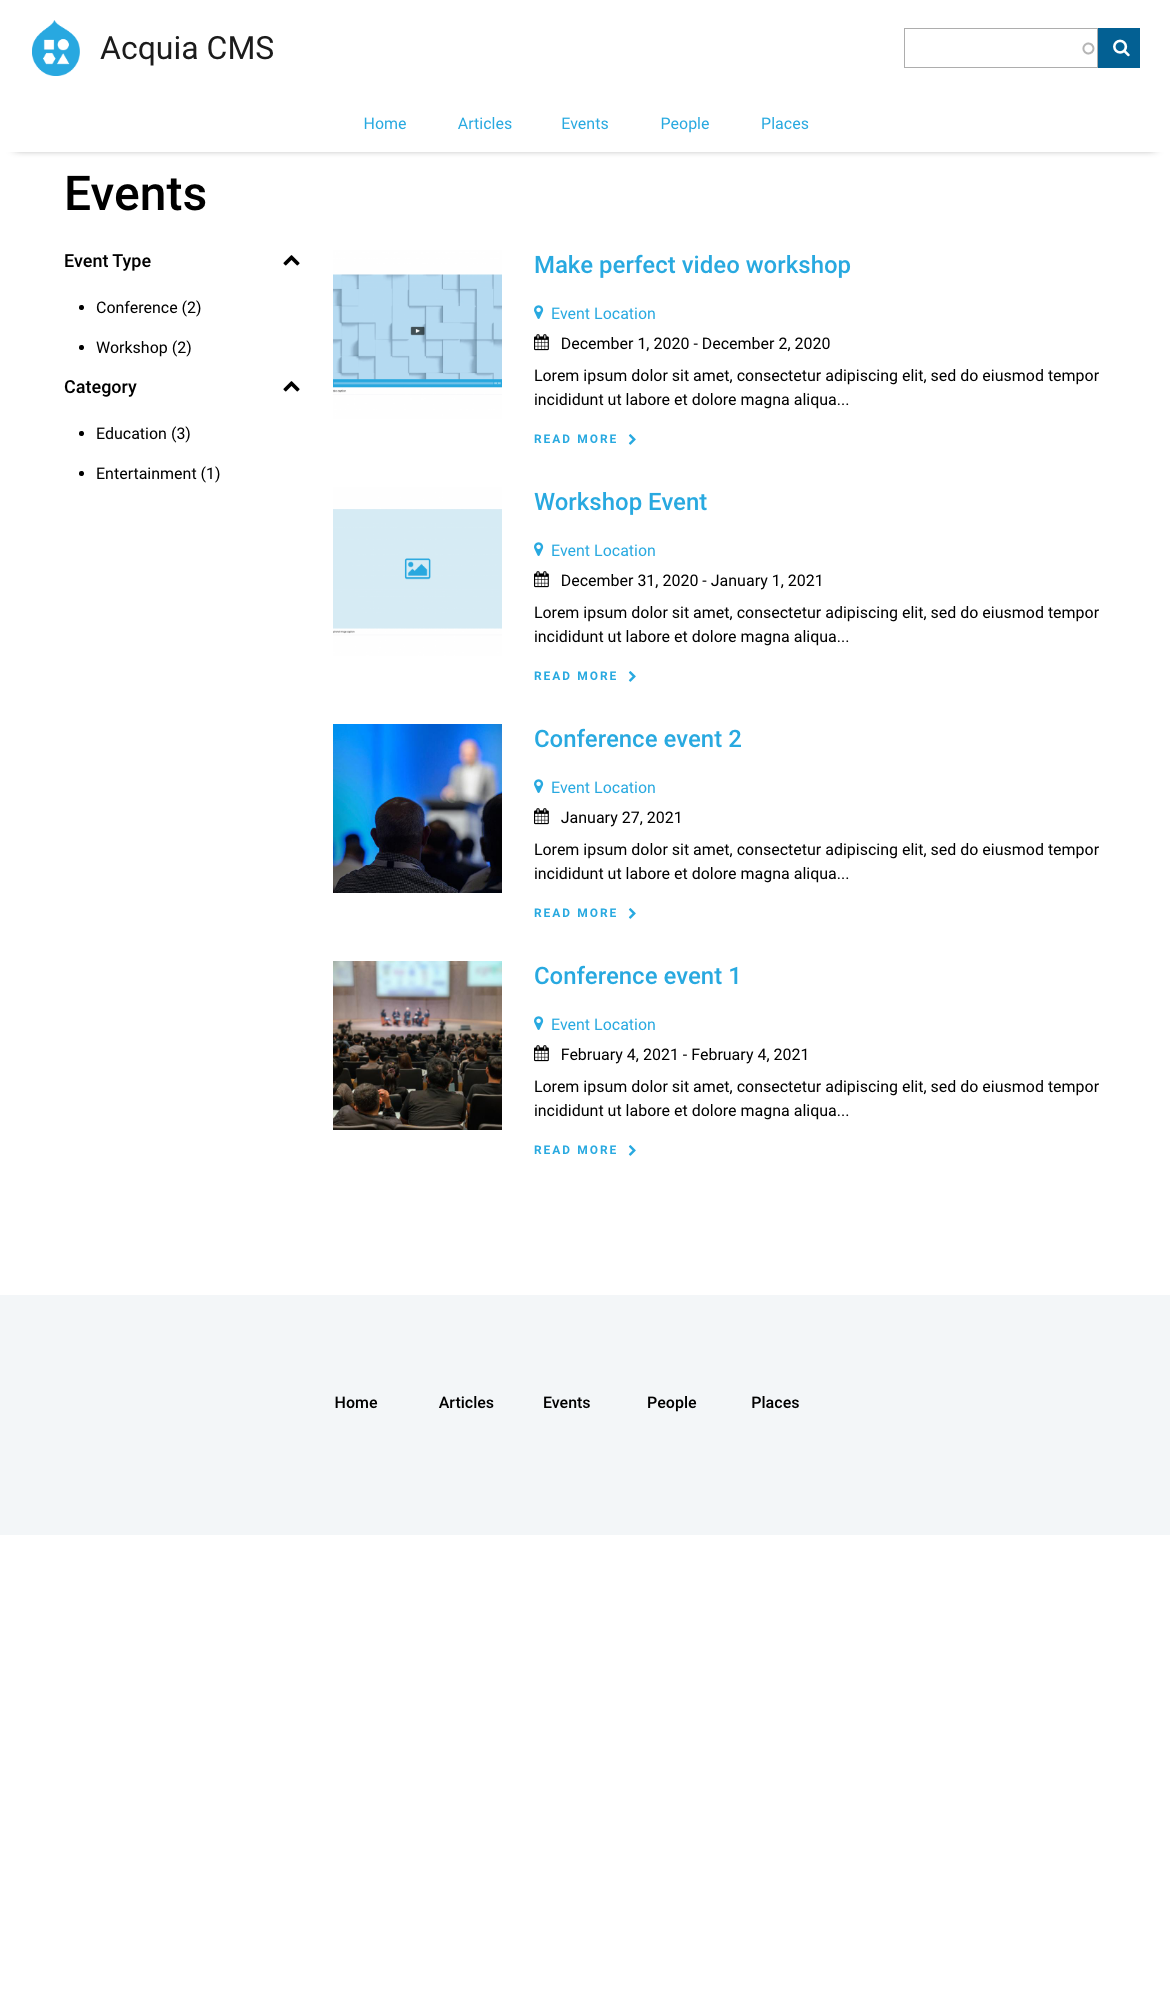 Acquia CMS
Home
Articles
Events
People
Places
Events
Event Type
Conference (2)
Workshop (2)
Category
Education (3)
Entertainment (1)
Make perfect video workshop
Event Location
December 1, 2020 - December 2, 2020
Lorem ipsum dolor sit amet, consectetur adipiscing elit, sed do eiusmod tempor
incididunt ut labore et dolore magna aliqua...
READ MORE
Workshop Event
Event Location
December 31, 2020 - January 1, 2021
Lorem ipsum dolor sit amet, consectetur adipiscing elit, sed do eiusmod tempor
incididunt ut labore et dolore magna aliqua...
READ MORE
Conference event 2
Event Location
January 27, 2021
Lorem ipsum dolor sit amet, consectetur adipiscing elit, sed do eiusmod tempor
incididunt ut labore et dolore magna aliqua...
READ MORE
Conference event 1
Event Location
February 4, 2021 - February 4, 2021
Lorem ipsum dolor sit amet, consectetur adipiscing elit, sed do eiusmod tempor
incididunt ut labore et dolore magna aliqua...
READ MORE
Home
Articles
Events
People
Places